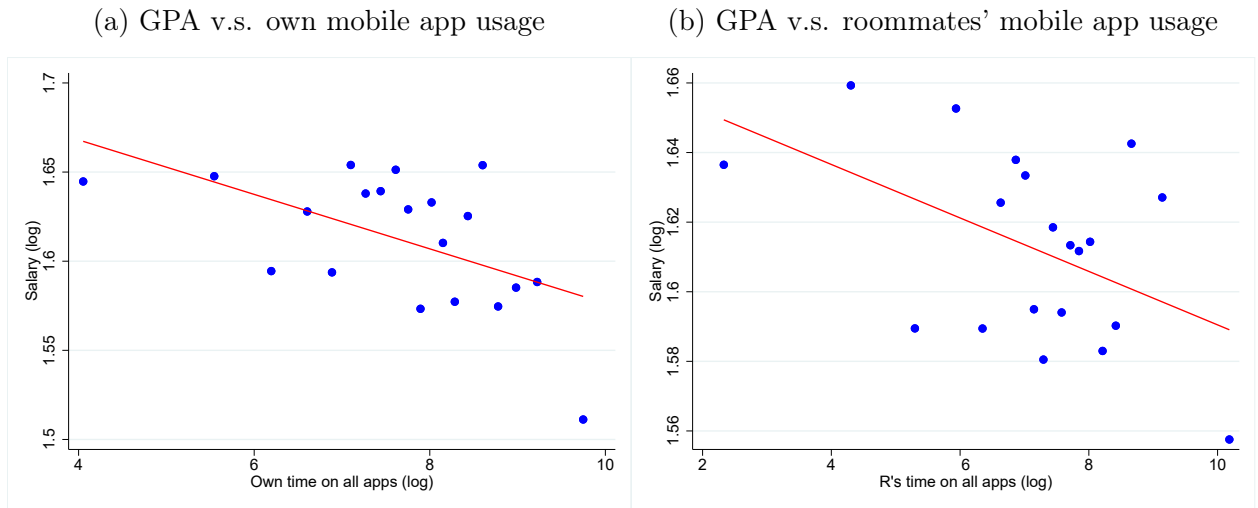 (a) GPA v.s. own mobile app usage
1.7
1.65
1.6
1.55
1.5
Salary (log)
4 6 8 10
Own time on all apps (log)
(b) GPA v.s. roommates' mobile app usage
1.66
1.64
1.62
1.6
1.58
1.56
Salary (log)
2 4 6 8 10
R's time on all apps (log)